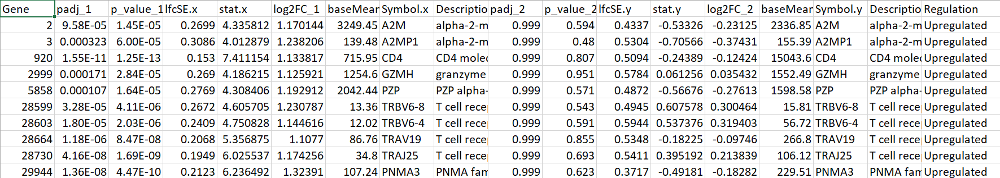 Gene padj_1 p_value_1 lfcSE.x stat.x log2FC_1 baseMean Symbol.x Descriptio padj_2 p_value_2 lfcSE.y stat.y log2FC_2 baseMean Symbol.y Descriptio Regulation
2 9.58E-05 1.45E-05 0.2699 4.335812 1.170144 3249.45 A2M alpha-2-m 0.999 0.594 0.4337 -0.53326 -0.23125 2336.85 A2M alpha-2-m Upregulated
3 0.000323 6.00E-05 0.3086 4.012879 1.238206 139.48 A2MP1 alpha-2-m 0.999 0.48 0.5304 -0.70566 -0.37431 155.39 A2MP1 alpha-2-m Upregulated
920 1.55E-11 1.25E-13 0.153 7.411154 1.133817 715.95 CD4 CD4 molec 0.999 0.807 0.5094 -0.24389 -0.12424 15043.6 CD4 CD4 molec Upregulated
2999 0.000171 2.84E-05 0.269 4.186215 1.125921 1254.6 GZMH granzyme 0.999 0.951 0.5784 0.061256 0.035432 1552.49 GZMH granzyme Upregulated
5858 0.000107 1.64E-05 0.2769 4.308406 1.192912 2042.44 PZP PZP alpha- 0.999 0.571 0.4872 -0.56676 -0.27613 1598.58 PZP PZP alpha- Upregulated
28599 3.28E-05 4.11E-06 0.2672 4.605705 1.230787 13.36 TRBV6-8 T cell rece 0.999 0.543 0.4945 0.607578 0.300464 15.81 TRBV6-8 T cell rece Upregulated
28603 1.80E-05 2.03E-06 0.2409 4.750828 1.144616 12.02 TRBV6-4 T cell rece 0.999 0.591 0.5944 0.537376 0.319403 56.72 TRBV6-4 T cell rece Upregulated
28664 1.18E-06 8.47E-08 0.2068 5.356875 1.1077 86.76 TRAV19 T cell rece 0.999 0.855 0.5348 -0.18225 -0.09746 266.8 TRAV19 T cell rece Upregulated
28730 4.16E-08 1.69E-09 0.1949 6.025537 1.174256 34.8 TRAJ25 T cell rece 0.999 0.693 0.5411 0.395192 0.213839 106.12 TRAJ25 T cell rece Upregulated
29944 1.36E-08 4.47E-10 0.2123 6.236492 1.32391 107.24 PNMA3 PNMA fam 0.999 0.623 0.3717 -0.49181 -0.18282 229.51 PNMA3 PNMA fam Upregulated